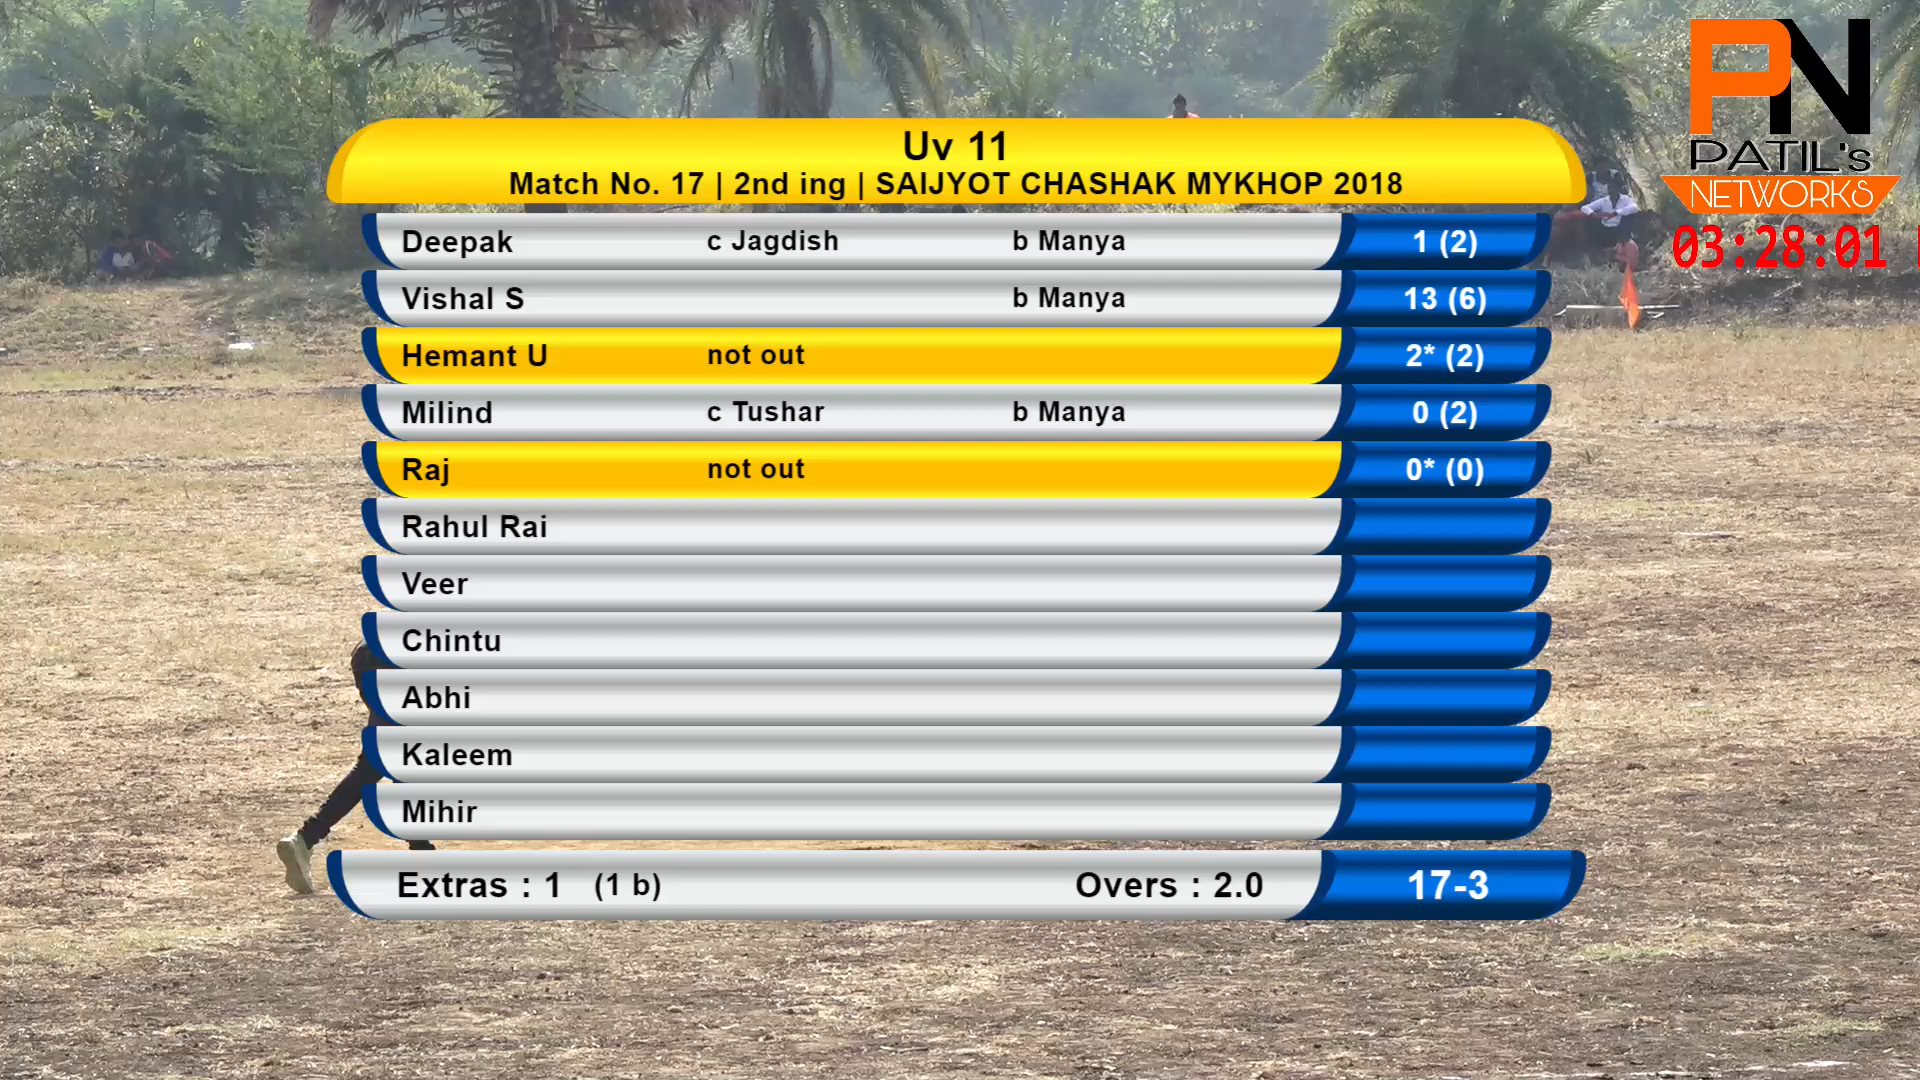 Uv 11
Match No. 17 | 2nd ing | SAIJYOT CHASHAK MYKHOP 2018
Deepak c Jagdish b Manya 1 (2)
Vishal S b Manya 13 (6)
Hemant U not out 2* (2)
Milind c Tushar b Manya 0 (2)
Raj not out 0* (0)
Rahul Rai
Veer
Chintu
Abhi
Kaleem
Mihir
Extras : 1 (1 b) Overs : 2.0 17-3
PN
PATIL's
NETWORKS
03:28:01